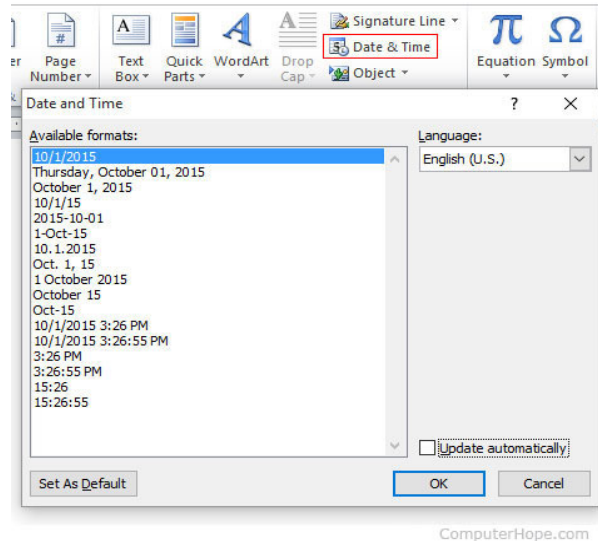 Signature Line
A
A
A
π
Ω
#
Date & Time
er
Page
Number
Text
Box
Quick
Parts
WordArt
Drop
Cap
Object
Equation
Symbol
&
Date and Time
?
Available formats:
Language:
10/1/2015
English (U.S.)
Thursday, October 01, 2015
October 1, 2015
10/1/15
2015-10-01
1-Oct-15
10.1.2015
Oct. 1, 15
1 October 2015
October 15
Oct-15
10/1/2015 3:26 PM
10/1/2015 3:26:55 PM
3:26 PM
3:26:55 PM
15:26
15:26:55
Update automatically
Set As Default
OK
Cancel
ComputerHope.com